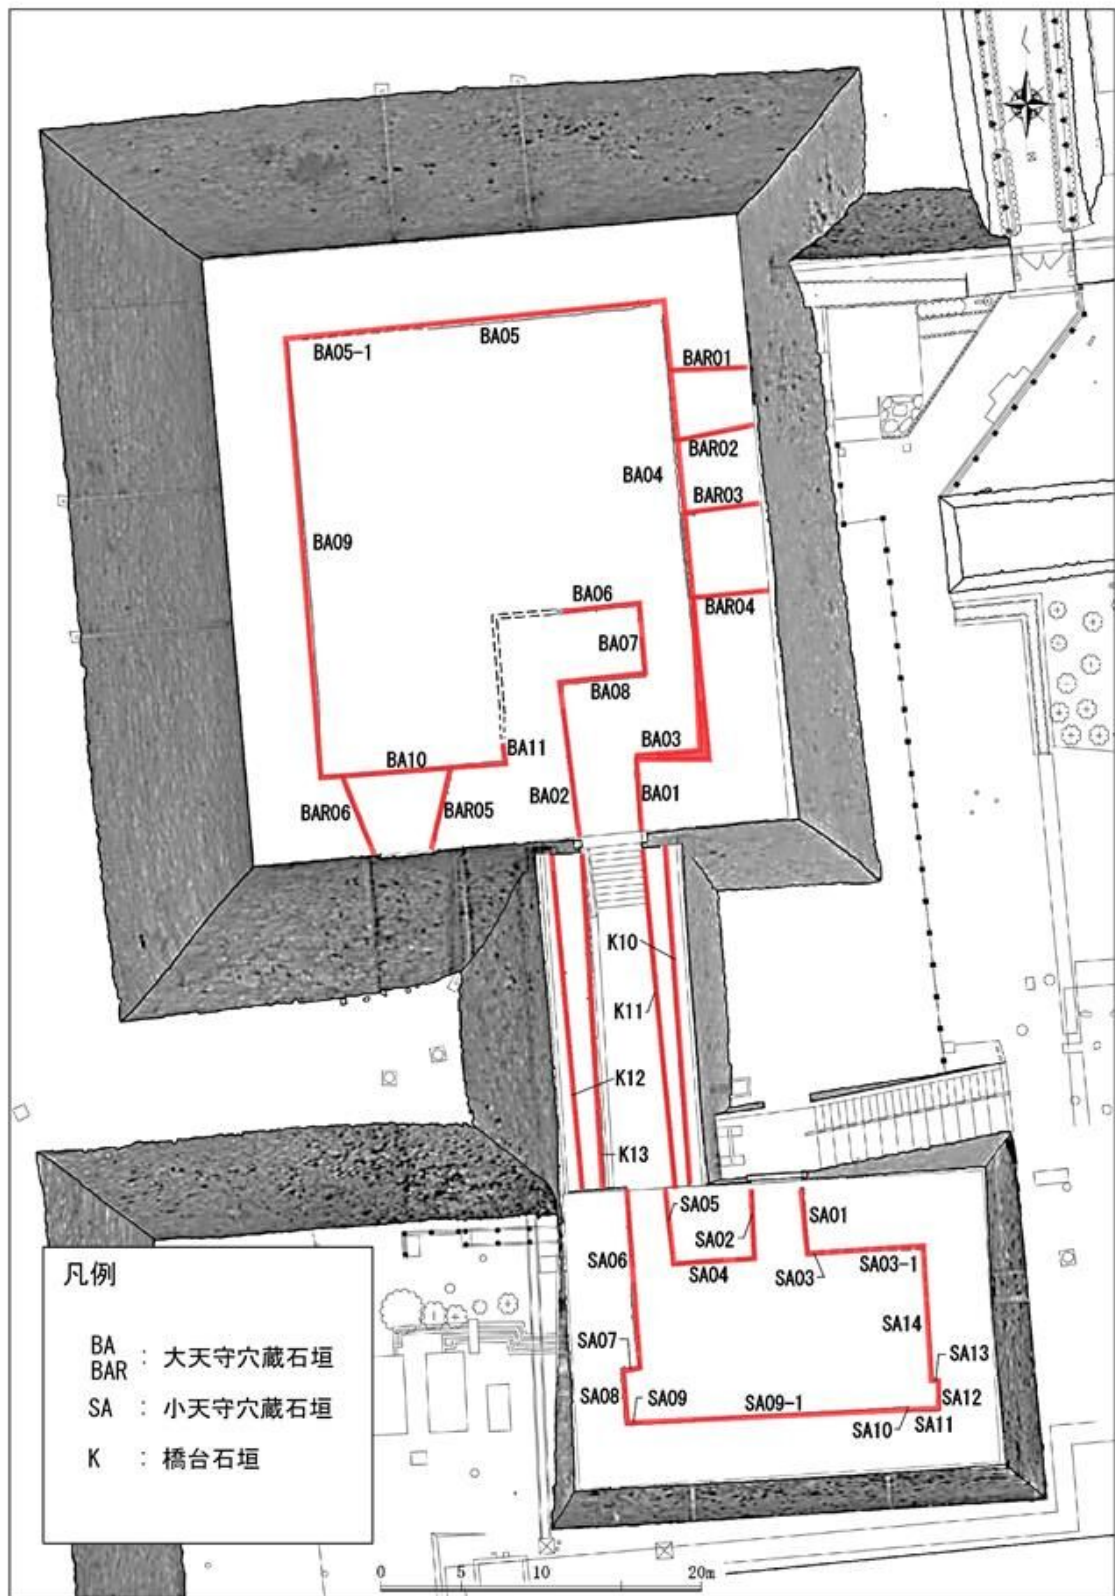 BA05-1
BA05
BAR01
BAR02
BA04
BAR03
BA09
BA06
BAR04
BA07
BA08
BA03
BA11
BA10
BA02
BA01
BAR06
BAR05
K10
K11
K12
K13
SA05
SA01
SA02
SA06
SA04
SA03
SA03-1
SA14
SA07
SA13
SA08
SA09
SA09-1
SA12
SA10
SA11
凡例
BA
BAR : 大天守穴蔵石垣
SA : 小天守穴蔵石垣
K : 橋台石垣
0 5 10 20m